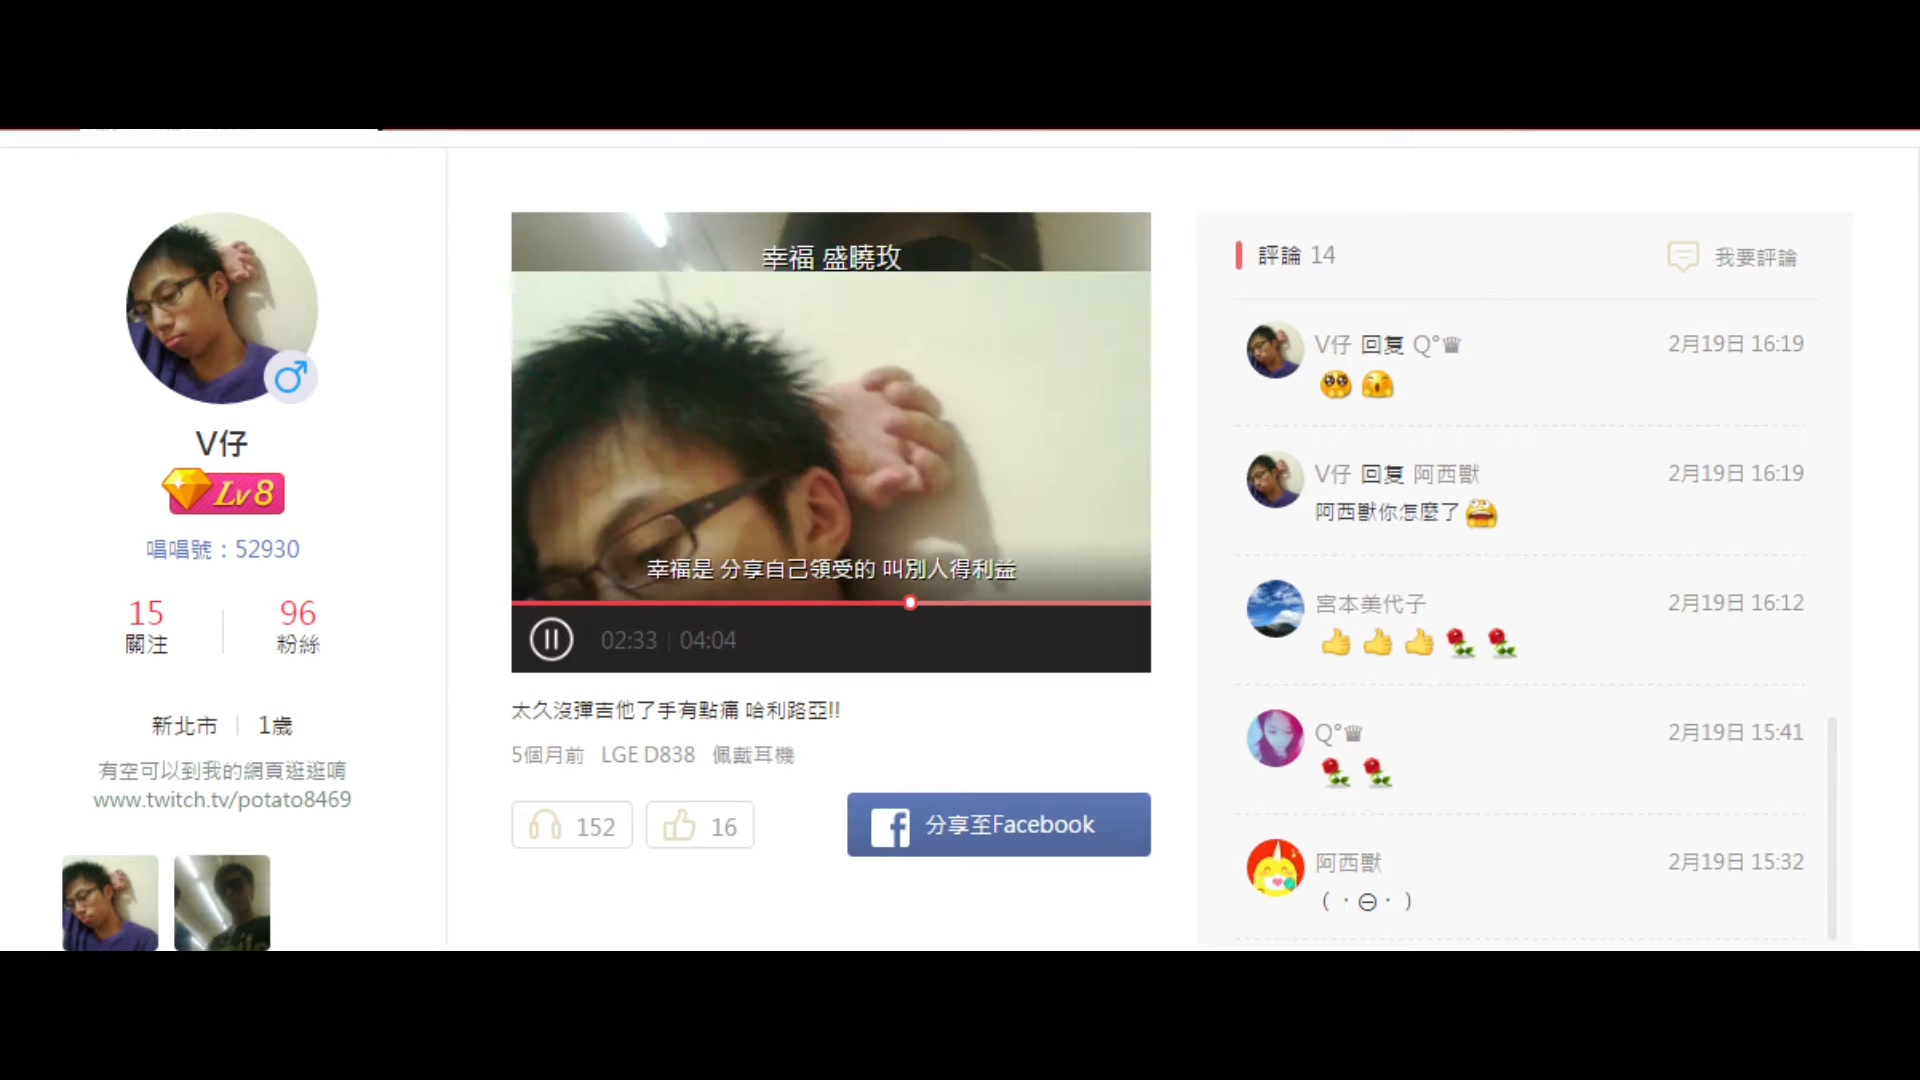 V仔
Lv 8
唱唱號：52930
15
關注
96
粉絲
新北市
1歲
有空可以到我的網頁逛逛唷
www.twitch.tv/potato8469
幸福 盛曉玫
幸福是 分享自己領受的 叫別人得利益
02:33
04:04
太久沒彈吉他了手有點痛 哈利路亞!!
5個月前 LGE D838 佩戴耳機
152
16
分享至Facebook
評論 14
我要評論
V仔 回复 Q°♛
2月19日 16:19
V仔 回复 阿西獸
2月19日 16:19
阿西獸你怎麼了
宮本美代子
2月19日 16:12
Q°♛
2月19日 15:41
阿西獸
2月19日 15:32
(・⊖・)